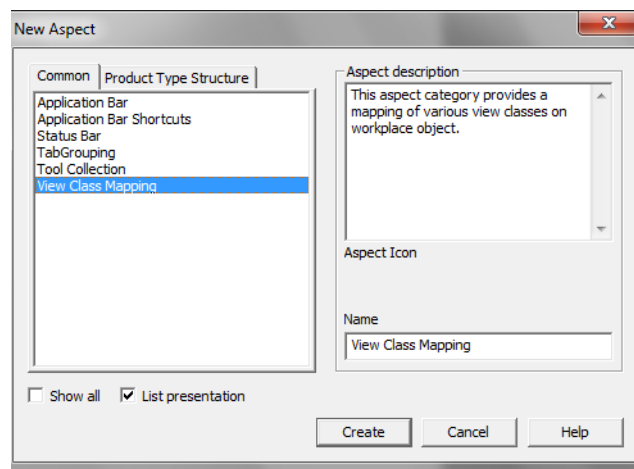 New Aspect
Common
Product Type Structure
Application Bar
Application Bar Shortcuts
Status Bar
TabGrouping
Tool Collection
View Class Mapping
Aspect description
This aspect category provides a
mapping of various view classes on
workplace object.
Aspect Icon
Name
View Class Mapping
Show all
List presentation
Create
Cancel
Help